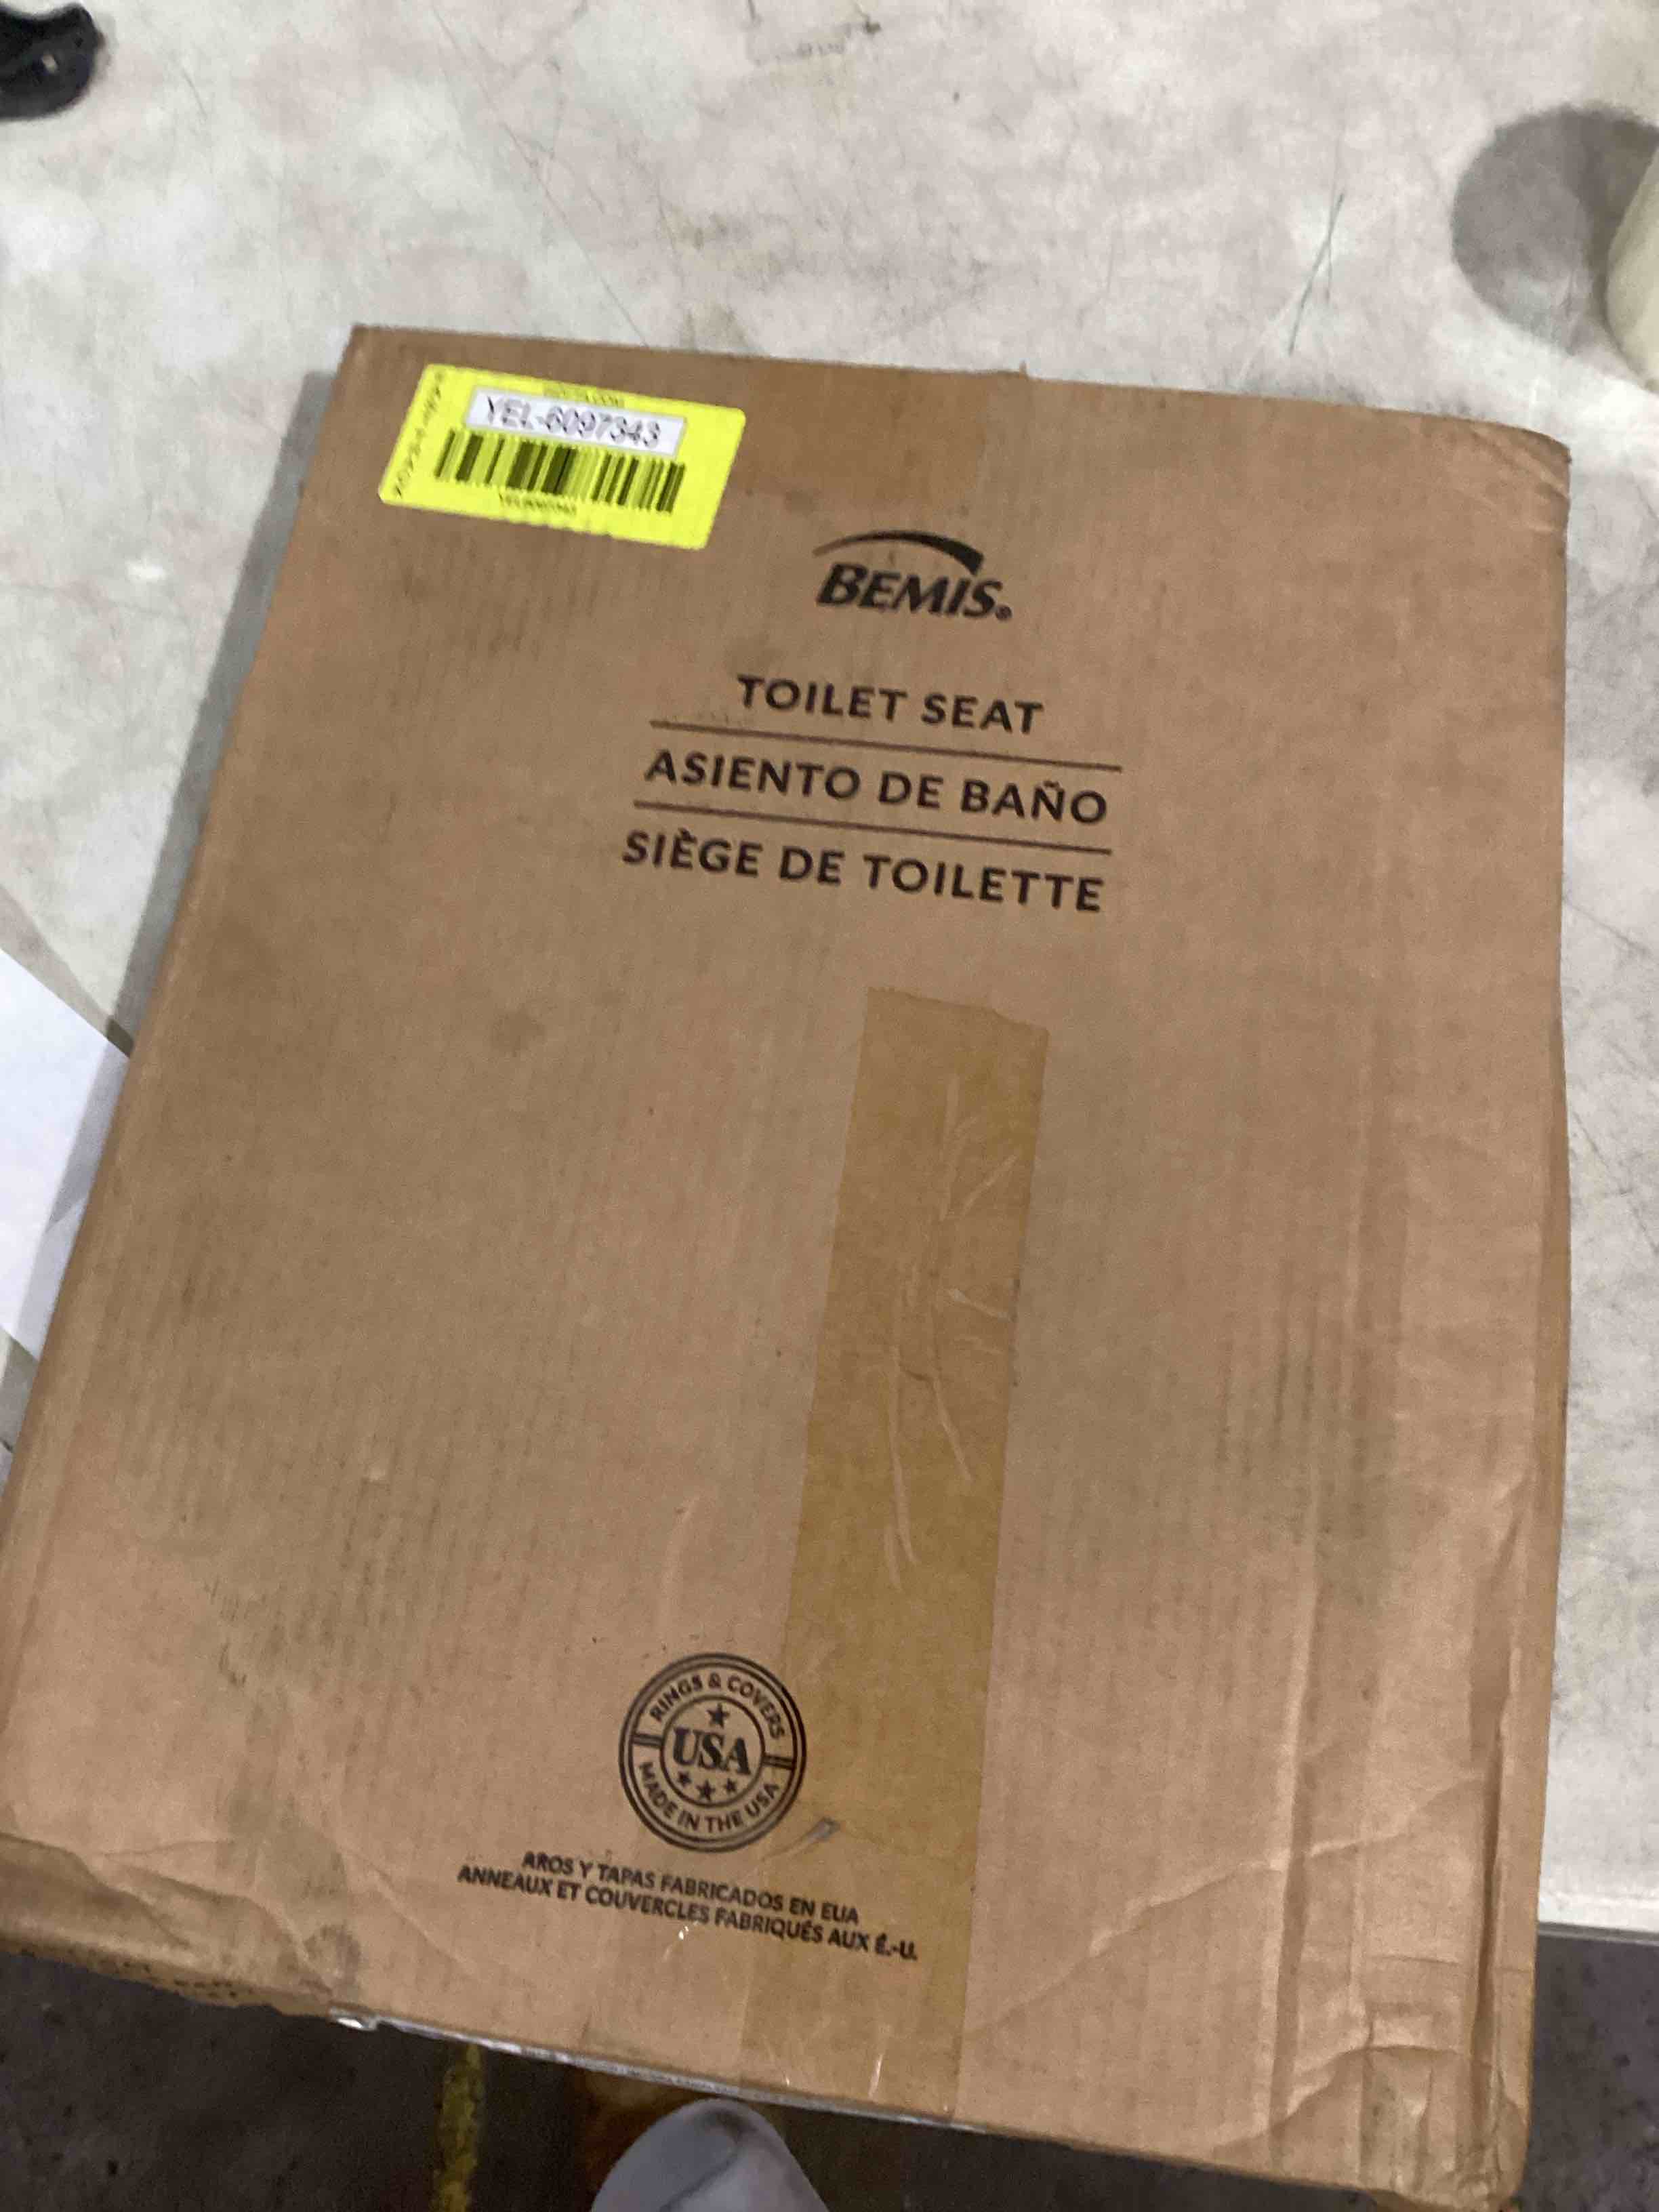 YEL-6097343
BEMIS®
TOILET SEAT
ASIENTO DE BAÑO
SIÈGE DE TOILETTE
RINGS & COVERS
USA
MADE IN THE USA
AROS Y TAPAS FABRICADOS EN EUA
ANNEAUX ET COUVERCLES FABRIQUÉS AUX É.-U.